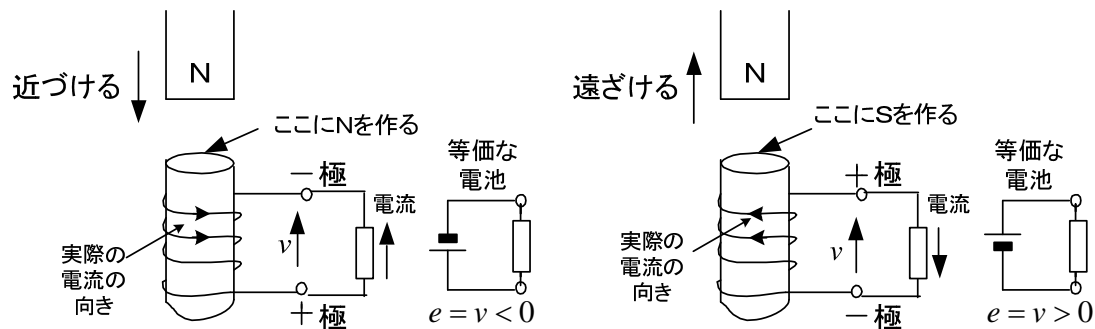 N
近づける
ここにNを作る
－極
電流
v
実際の
電流の
向き
＋極
等価な
電池
e = v < 0
N
遠ざける
ここにSを作る
＋極
電流
v
実際の
電流の
向き
－極
等価な
電池
e = v > 0